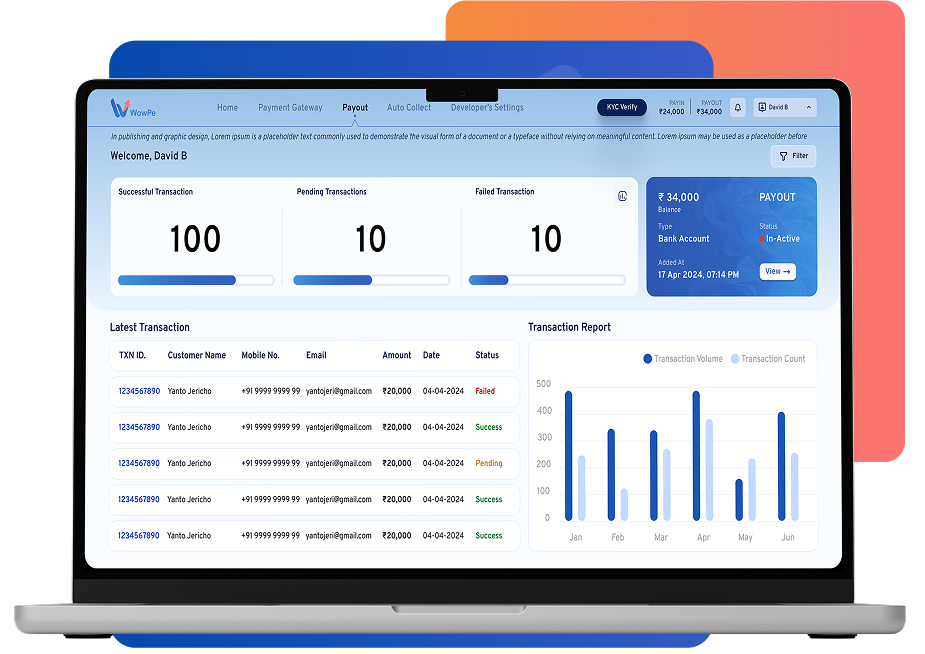 WowPe
Home Payment Gateway Payout Auto Collect Developer's Settings KYC Verify PAYIN ₹24,000 PAYOUT ₹34,000 David B
In publishing and graphic design, Lorem ipsum is a placeholder text commonly used to demonstrate the visual form of a document or a typeface without relying on meaningful content. Lorem ipsum may be used as a placeholder before
Welcome, David B
Filter
Successful Transaction
100
Pending Transactions
10
Failed Transaction
10
₹ 34,000 PAYOUT
Balance
Type Status
Bank Account In-Active
Added At
17 Apr 2024, 07:14 PM View →
Latest Transaction
TXN ID. Customer Name Mobile No. Email Amount Date Status
1234567890 Yanto Jericho +91 9999 9999 99 yantojeri@gmail.com ₹20,000 04-04-2024 Failed
1234567890 Yanto Jericho +91 9999 9999 99 yantojeri@gmail.com ₹20,000 04-04-2024 Success
1234567890 Yanto Jericho +91 9999 9999 99 yantojeri@gmail.com ₹20,000 04-04-2024 Pending
1234567890 Yanto Jericho +91 9999 9999 99 yantojeri@gmail.com ₹20,000 04-04-2024 Success
1234567890 Yanto Jericho +91 9999 9999 99 yantojeri@gmail.com ₹20,000 04-04-2024 Success
Transaction Report
Transaction Volume Transaction Count
500
400
300
200
100
0
Jan Feb Mar Apr May Jun